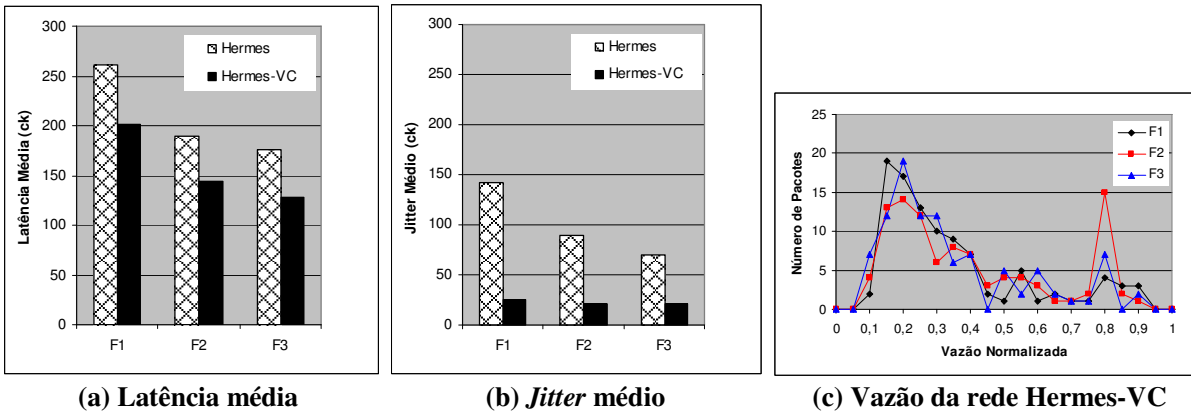 300
250
200
150
100
50
0
Latência Média (ck)
Hermes
Hermes-VC
F1 F2 F3
(a) Latência média
300
250
200
150
100
50
0
Jitter Médio (ck)
Hermes
Hermes-VC
F1 F2 F3
(b) Jitter médio
25
20
15
10
5
0
Número de Pacotes
F1
F2
F3
0 0,1 0,2 0,3 0,4 0,5 0,6 0,7 0,8 0,9 1
Vazão Normalizada
(c) Vazão da rede Hermes-VC